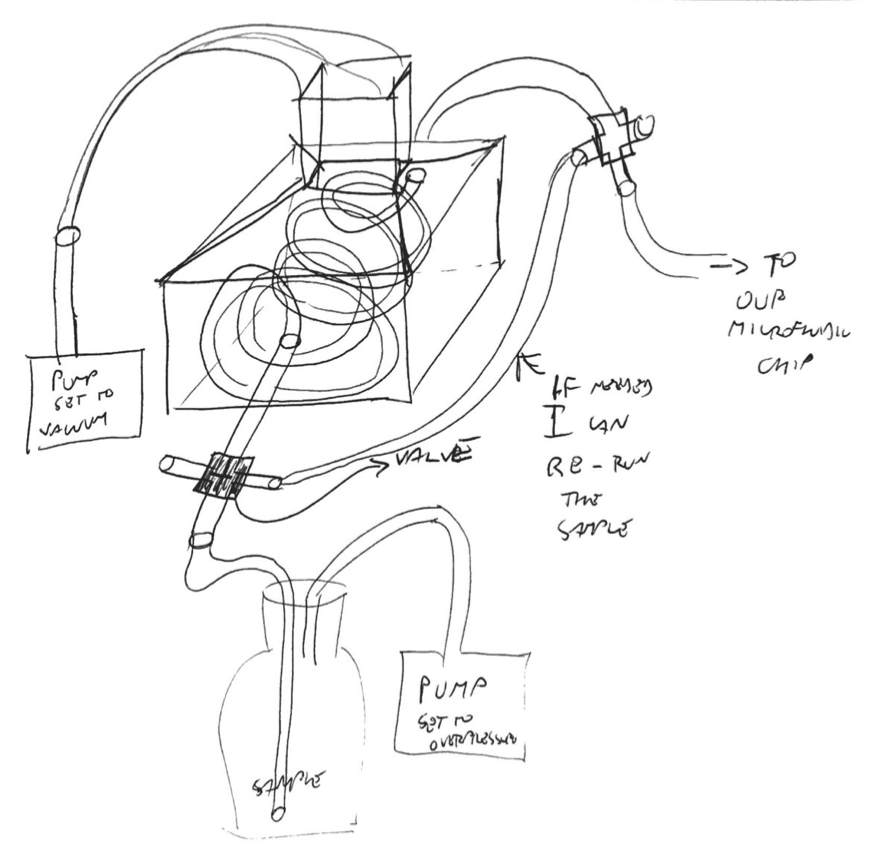 PUMP
SET TO
VACUUM
→ TO
OUR
MICROFLUIDIC
CHIP
IF NEEDED
I CAN
RE-RUN
THE
SAMPLE
VALVE
PUMP
SET TO
OVERPRESSURE
SAMPLE